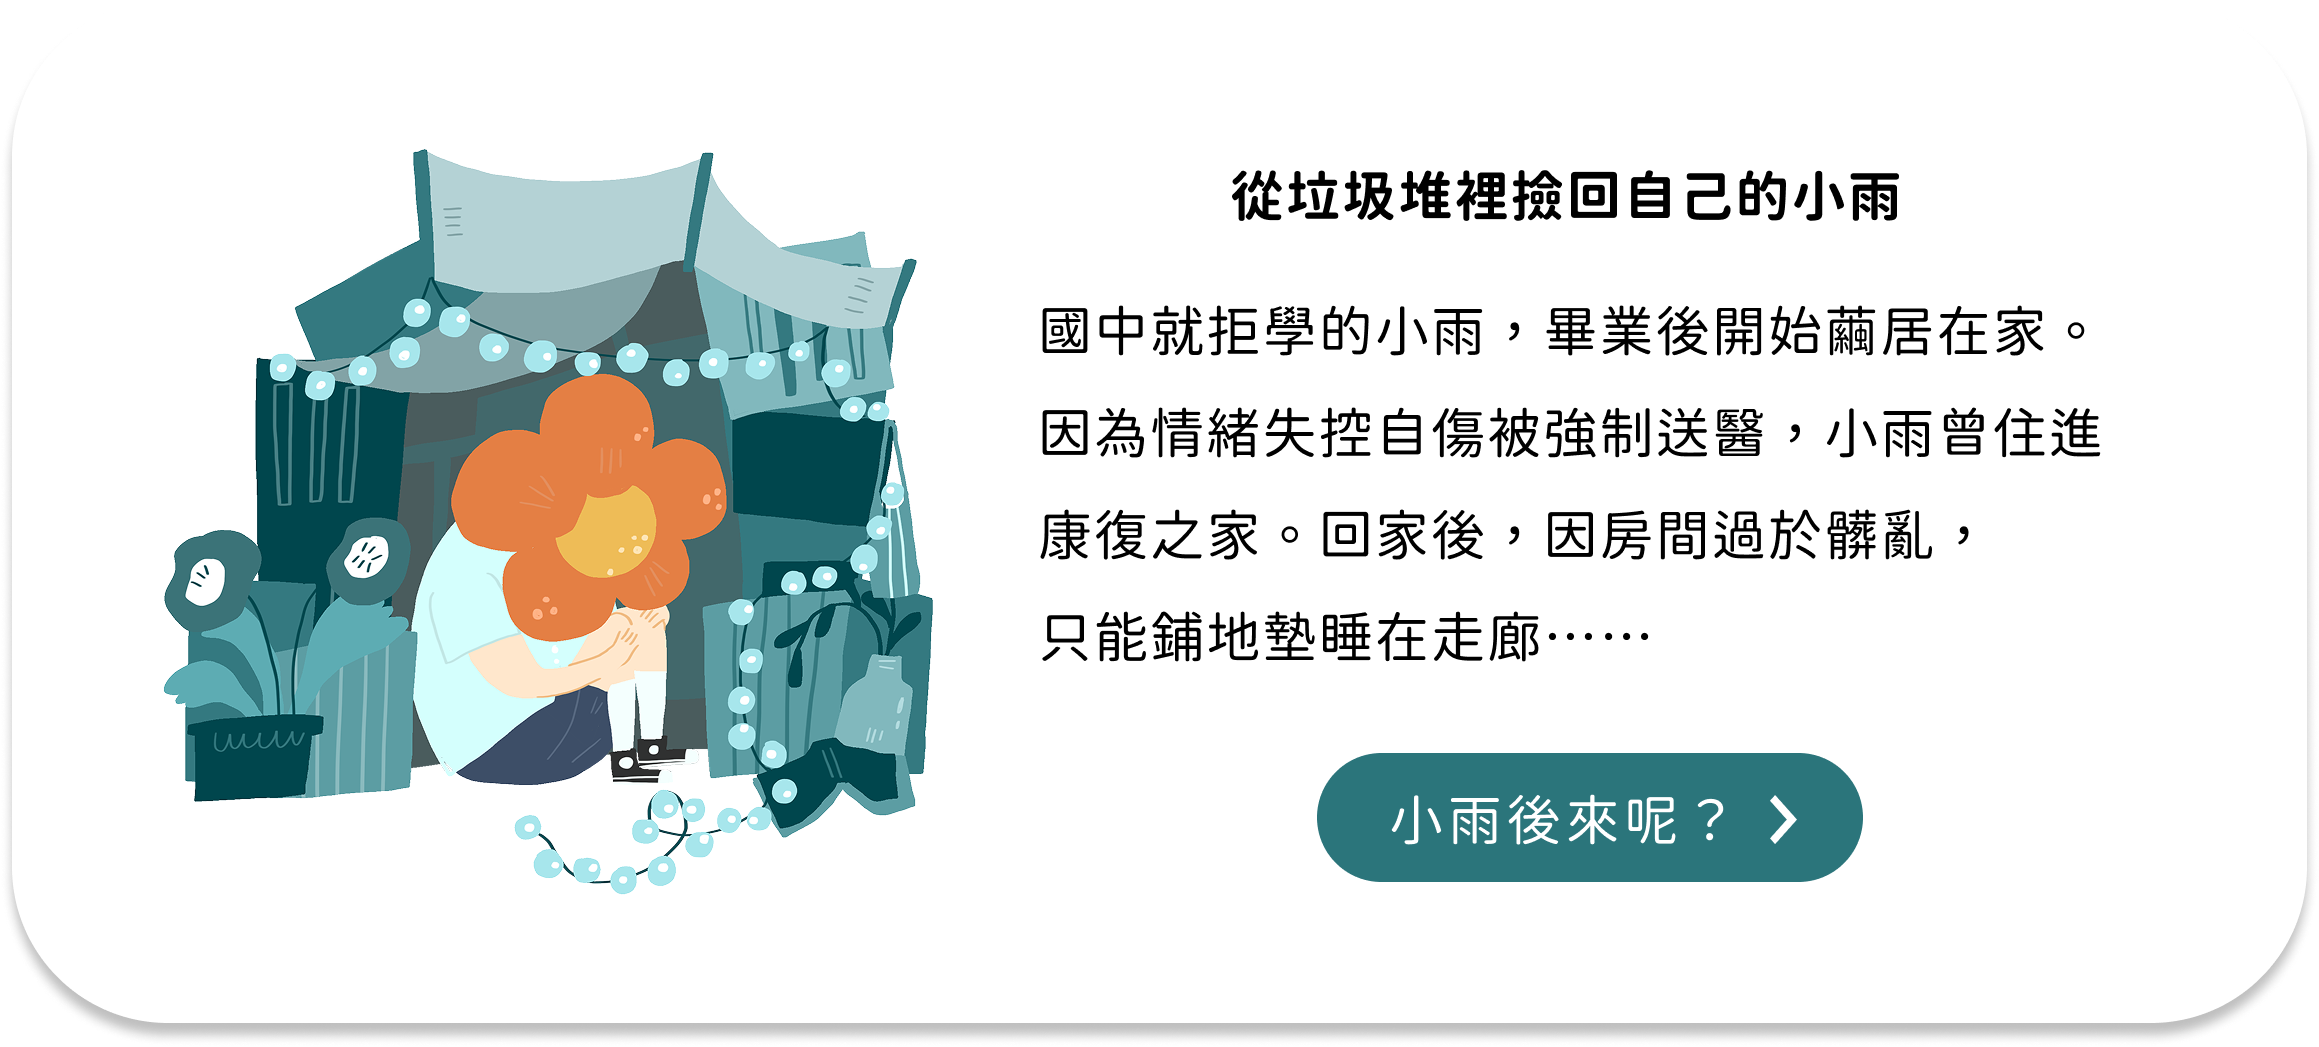 從垃圾堆裡撿回自己的小雨
國中就拒學的小雨，畢業後開始繭居在家。
因為情緒失控自傷被強制送醫，小雨曾住進
康復之家。回家後，因房間過於髒亂，
只能鋪地墊睡在走廊⋯⋯
小雨後來呢？